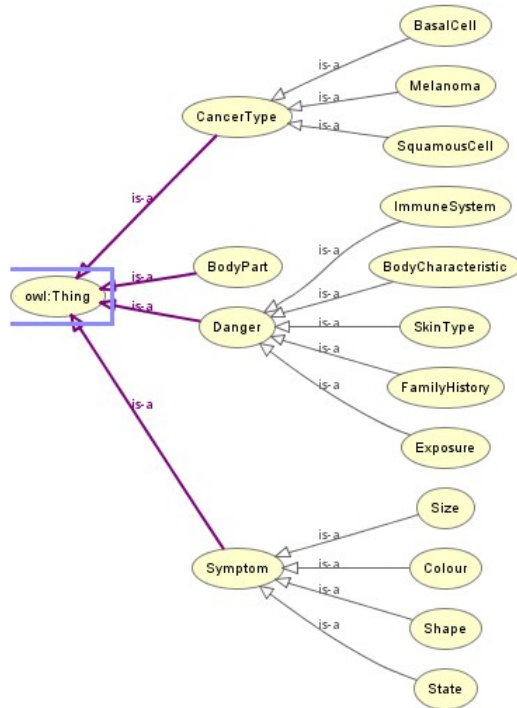 BasalCell
is-a
Melanoma
is-a
CancerType
is-a
SquamousCell
is-a
ImmuneSystem
is-a
BodyPart
is-a
BodyCharacteristic
is-a
owl:Thing
is-a
Danger
is-a
SkinType
is-a
FamilyHistory
is-a
is-a
Exposure
Size
is-a
Symptom
is-a
Colour
is-a
Shape
is-a
State